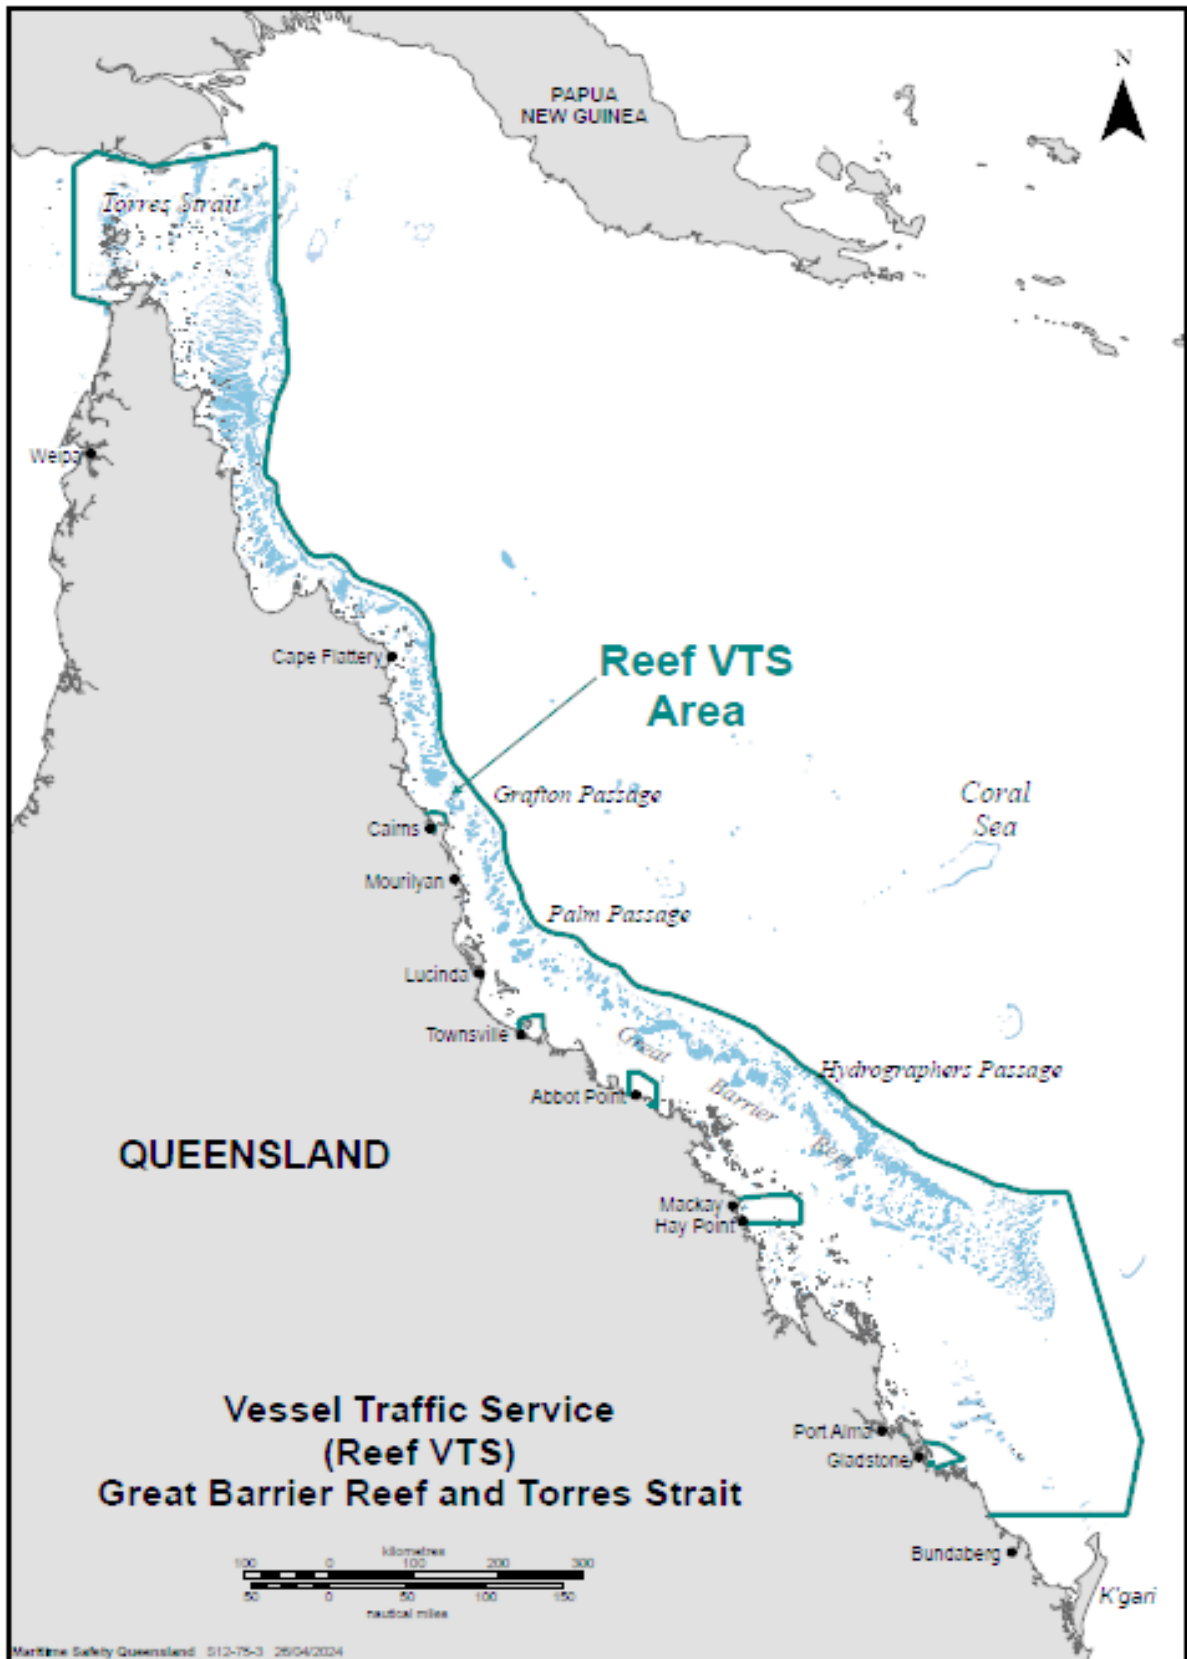 N
PAPUA
NEW GUINEA
Torres Strait
Weipa
Cape Flattery
Reef VTS
Area
Grafton Passage
Coral
Sea
Cairns
Mourilyan
Palm Passage
Lucinda
Townsville
Great
Barrier
Reef
Hydrographers Passage
Abbot Point
QUEENSLAND
Mackay
Hay Point
Vessel Traffic Service
(Reef VTS)
Great Barrier Reef and Torres Strait
Port Alma
Gladstone
Bundaberg
K'gari
kilometres
100 0 100 200 300
50 0 50 100 150
nautical miles
Maritime Safety Queensland S12-75-3 26/04/2024